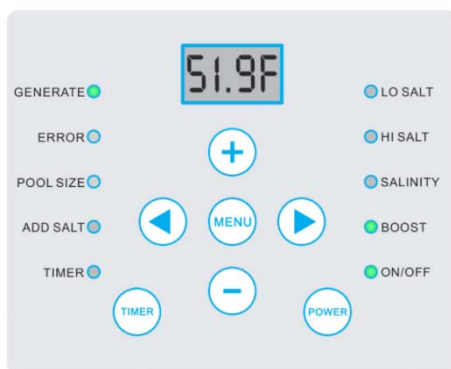 51.9F
GENERATE
ERROR
POOL SIZE
ADD SALT
TIMER
LO SALT
HI SALT
SALINITY
BOOST
ON/OFF
+
MENU
−
TIMER
POWER